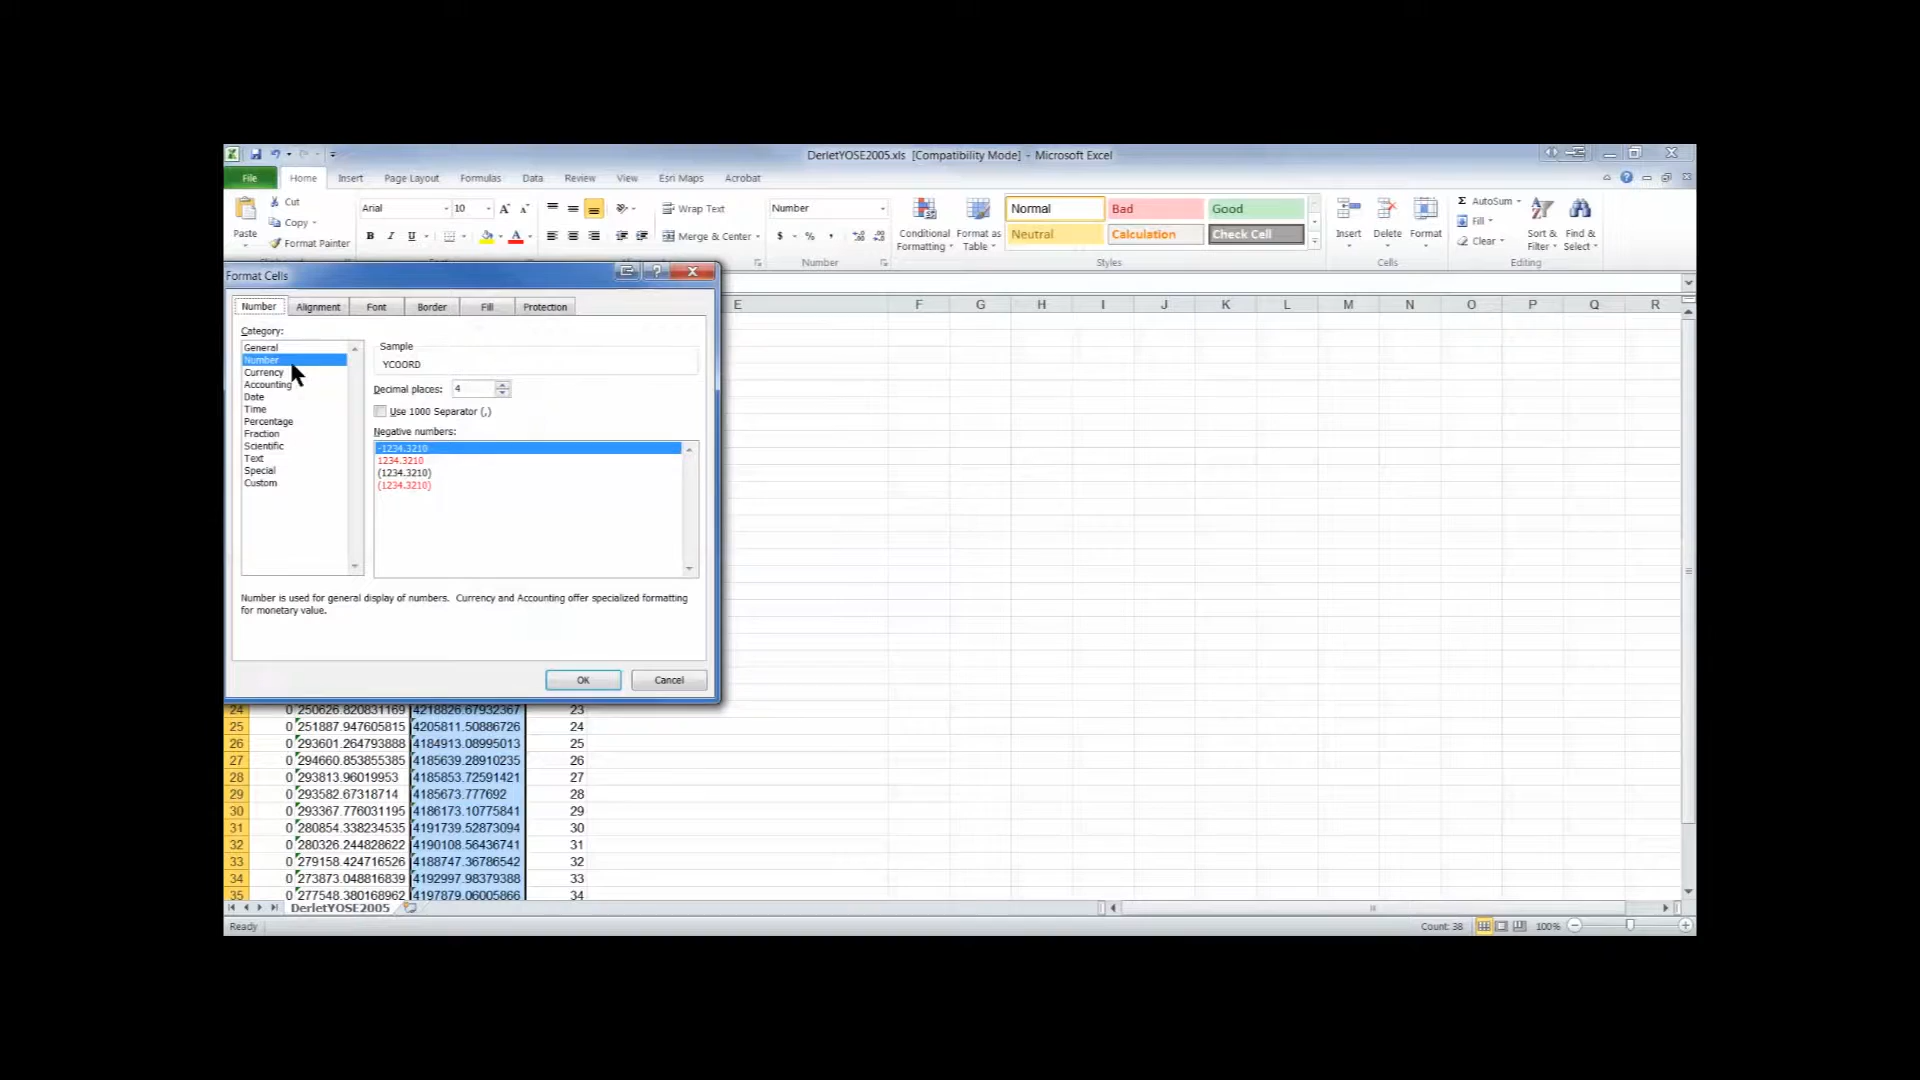 DerletYOSE2005.xls [Compatibility Mode] - Microsoft Excel
File Home Insert Page Layout Formulas Data Review View Esri Maps Acrobat
Paste
Cut
Copy
Format Painter
Arial 10
B I U
Wrap Text
Merge & Center
Number
$ % ,
Number
Conditional Formatting
Format as Table
Normal Bad Good
Neutral Calculation Check Cell
Styles
Insert Delete Format
Cells
Σ AutoSum
Fill
Clear
Sort & Filter
Find & Select
Editing
Format Cells
Number Alignment Font Border Fill Protection
Category:
General
Number
Currency
Accounting
Date
Time
Percentage
Fraction
Scientific
Text
Special
Custom
Sample
YCOORD
Decimal places: 4
Use 1000 Separator (,)
Negative numbers:
-1234.3210
1234.3210
(1234.3210)
(1234.3210)
Number is used for general display of numbers. Currency and Accounting offer specialized formatting
for monetary value.
OK Cancel
E F G H I J K L M N O P Q R
24 0 250626.820831169 4218826.67932367 23
25 0 251887.947605815 4205811.50886726 24
26 0 293601.264793888 4184913.08995013 25
27 0 294660.853855385 4185639.28910235 26
28 0 293813.96019953 4185853.72591421 27
29 0 293582.67318714 4185673.777692 28
30 0 293367.776031195 4186173.10775841 29
31 0 280854.338234535 4191739.52873094 30
32 0 280326.244828622 4190108.56436741 31
33 0 279158.424716526 4188747.36786542 32
34 0 273873.048816839 4192997.98379388 33
35 0 277548.380168962 4197879.06005866 34
DerletYOSE2005
Ready Count: 38 100%